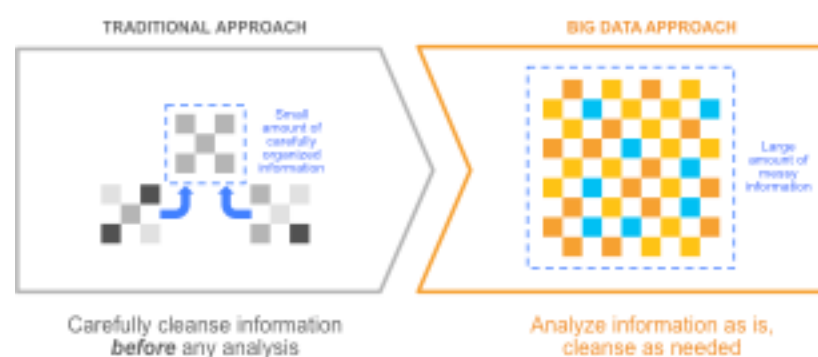 TRADITIONAL APPROACH
Small
amount of
carefully
organized
information
Carefully cleanse information
before any analysis
BIG DATA APPROACH
Large
amount of
messy
information
Analyze information as is,
cleanse as needed